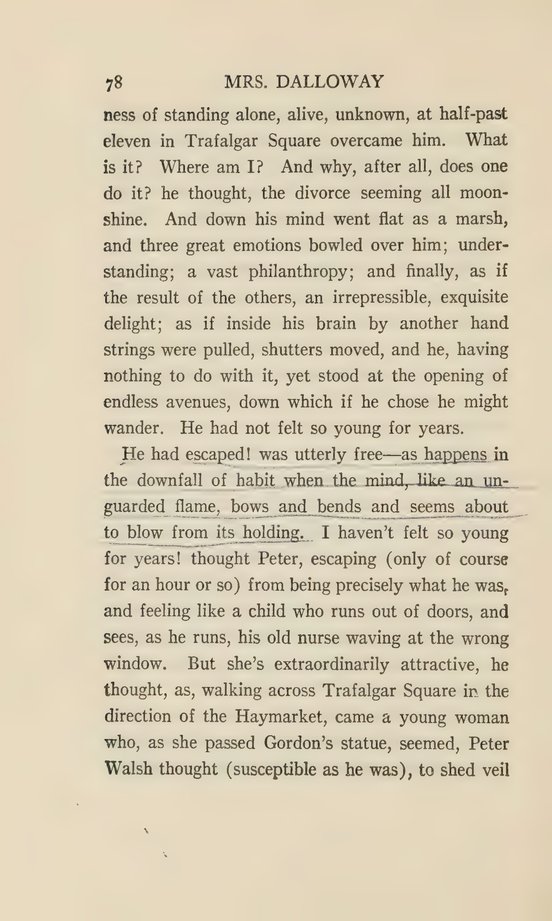 78 MRS. DALLOWAY
ness of standing alone, alive, unknown, at half-past
eleven in Trafalgar Square overcame him. What
is it? Where am I? And why, after all, does one
do it? he thought, the divorce seeming all moon-
shine. And down his mind went flat as a marsh,
and three great emotions bowled over him; under-
standing; a vast philanthropy; and finally, as if
the result of the others, an irrepressible, exquisite
delight; as if inside his brain by another hand
strings were pulled, shutters moved, and he, having
nothing to do with it, yet stood at the opening of
endless avenues, down which if he chose he might
wander. He had not felt so young for years.
He had escaped! was utterly free—as happens in
the downfall of habit when the mind, like an un-
guarded flame, bows and bends and seems about
to blow from its holding. I haven't felt so young
for years! thought Peter, escaping (only of course
for an hour or so) from being precisely what he was,
and feeling like a child who runs out of doors, and
sees, as he runs, his old nurse waving at the wrong
window. But she's extraordinarily attractive, he
thought, as, walking across Trafalgar Square in the
direction of the Haymarket, came a young woman
who, as she passed Gordon's statue, seemed, Peter
Walsh thought (susceptible as he was), to shed veil